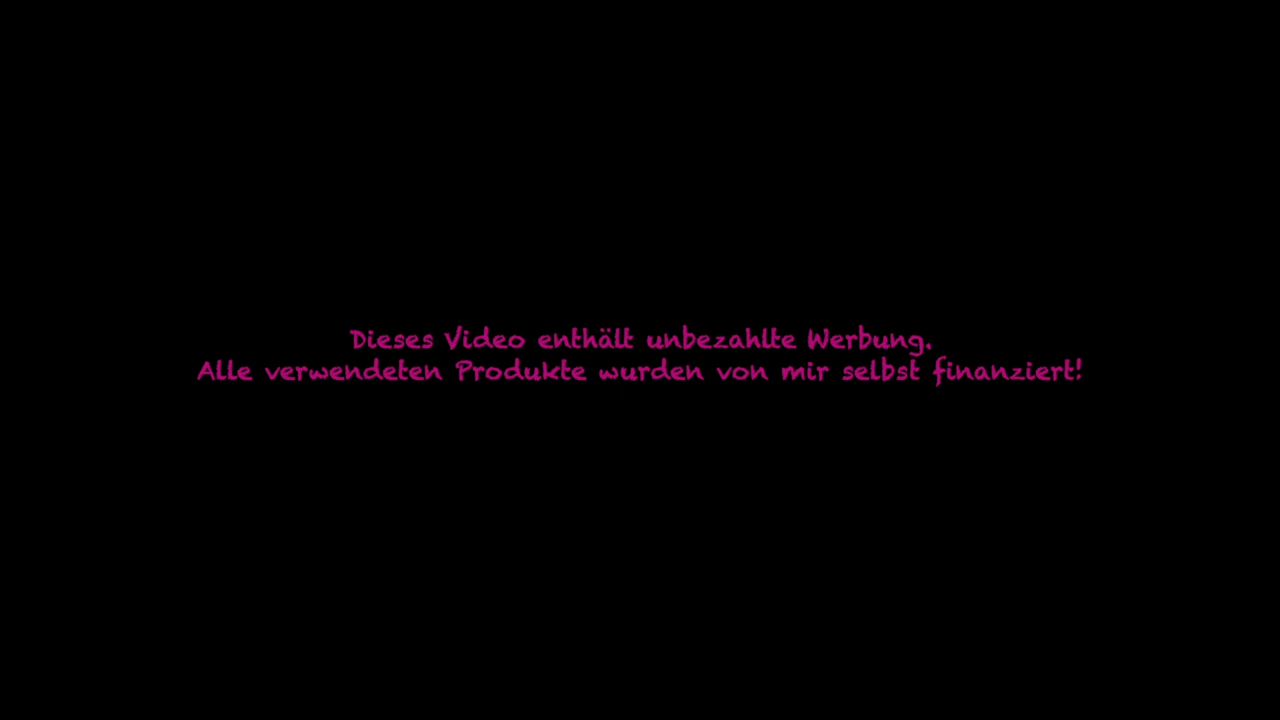 Dieses Video enthält unbezahlte Werbung.
Alle verwendeten Produkte wurden von mir selbst finanziert!